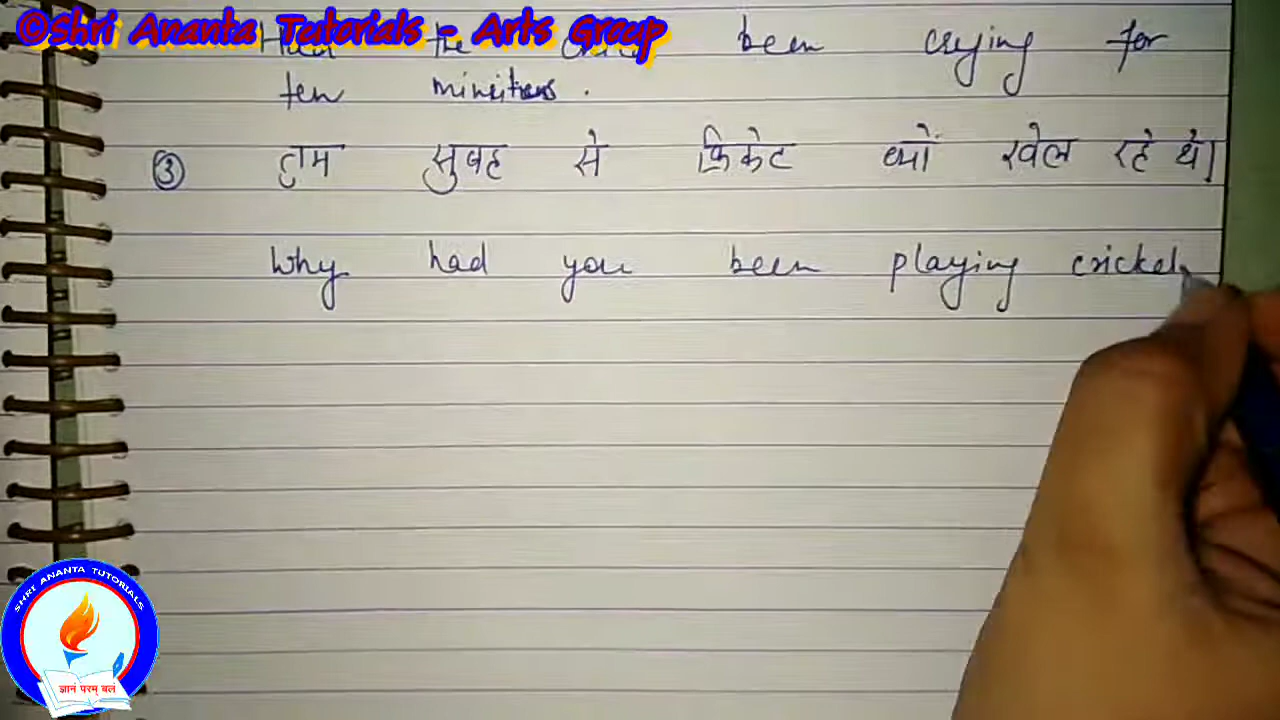 ©Shri Ananta Tutorials - Arts Group
the been crying for
ten .
③ तुम सुबह से क्रिकेट क्यों खेल रहे थे।
Why had you been playing cricket
SHRI ANANTA TUTORIALS
ज्ञानं परमं बलं